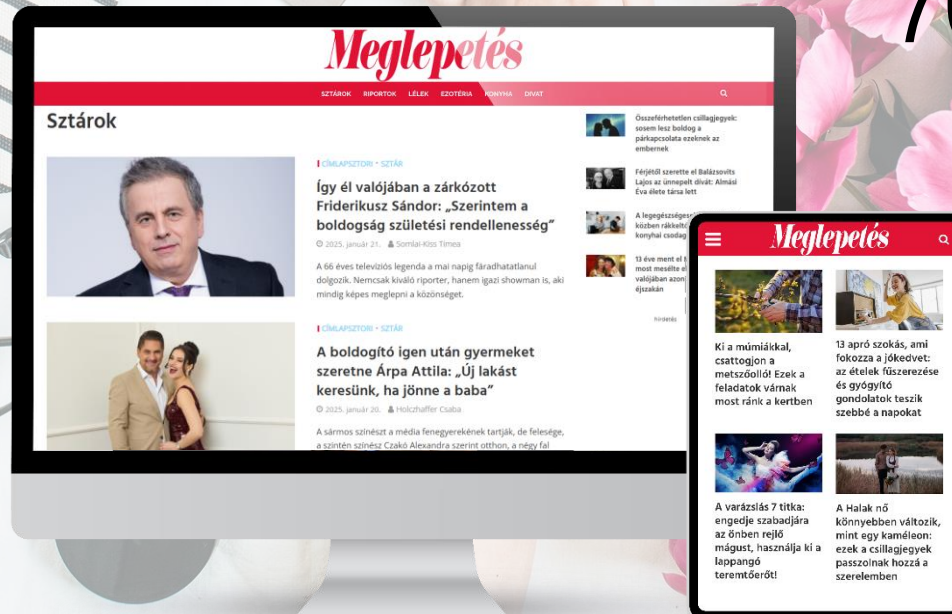 Meglepetés
SZTÁROK RIPORTOK LÉLEK EZOTÉRIA KONYHA DIVAT
Sztárok
CÍMLAPSZTORI • SZTÁR
Így él valójában a zárkózott
Friderikusz Sándor: „Szerintem a
boldogság születési rendellenesség”
2025. január 21. Somlai-Kiss Tímea
A 66 éves televíziós legenda a mai napig fáradhatatlanul
dolgozik. Nemcsak kiváló riporter, hanem igazi showman is, aki
mindig képes meglepni a közönséget.
CÍMLAPSZTORI • SZTÁR
A boldogító igen után gyermeket
szeretne Árpa Attila: „Új lakást
keresünk, ha jönne a baba”
2025. január 20. Holczhaffer Csaba
A sármos színészt a média fenegyerekének tartják, de felesége,
a szintén színész Czakó Alexandra szerint otthon, a négy fal
Összeférhetetlen csillagjegyek:
sosem lesz boldog a
párkapcsolata ezeknek az
embernek
Férjétől szerette el Balázsovits
Lajos az ünnepelt dívát: Almási
Éva élete társa lett
A legegészséges
közben rákkelt
konyhai csodag
13 éve ment el
most mesélte el
valójában azon
éjszakán
hirdetés
Meglepetés
Ki a múmiákkal,
csattogjon a
metszőolló! Ezek a
feladatok várnak
most ránk a kertben
13 apró szokás, ami
fokozza a jókedvet:
az ételek fűszerezése
és gyógyító
gondolatok teszik
szebbé a napokat
A varázslás 7 titka:
engedje szabadjára
az önben rejlő
mágust, használja ki a
lappangó
teremtőerőt!
A Halak nő
könnyebben változik,
mint egy kaméleon:
ezek a csillagjegyek
passzolnak hozzá a
szerelemben